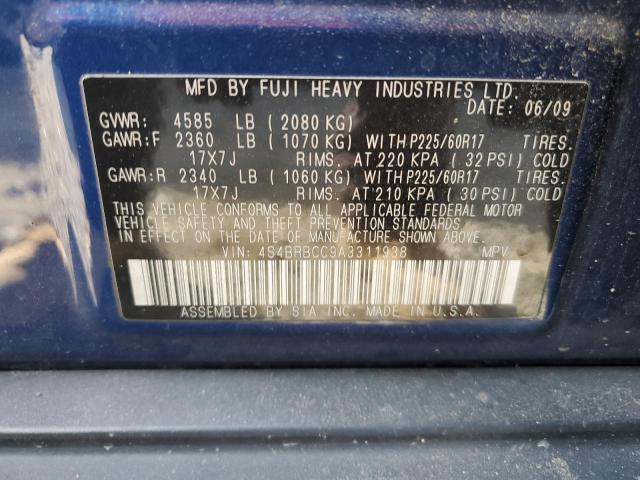 MFD BY FUJI HEAVY INDUSTRIES LTD.
DATE: 06/09
GVWR: 4585 LB (2080 KG)
GAWR:F 2360 LB (1070 KG) WITH P225/60R17 TIRES.
17X7J RIMS. AT 220 KPA (32 PSI) COLD
GAWR:R 2340 LB (1060 KG) WITH P225/60R17 TIRES.
17X7J RIMS. AT 210 KPA (30 PSI) COLD
THIS VEHICLE CONFORMS TO ALL APPLICABLE FEDERAL MOTOR
VEHICLE SAFETY AND THEFT PREVENTION STANDARDS
IN EFFECT ON THE DATE OF MANUFACTURE SHOWN ABOVE.
VIN: 4S4BRBCC9A3311938 MPV
ASSEMBLED BY SIA INC. MADE IN U.S.A.